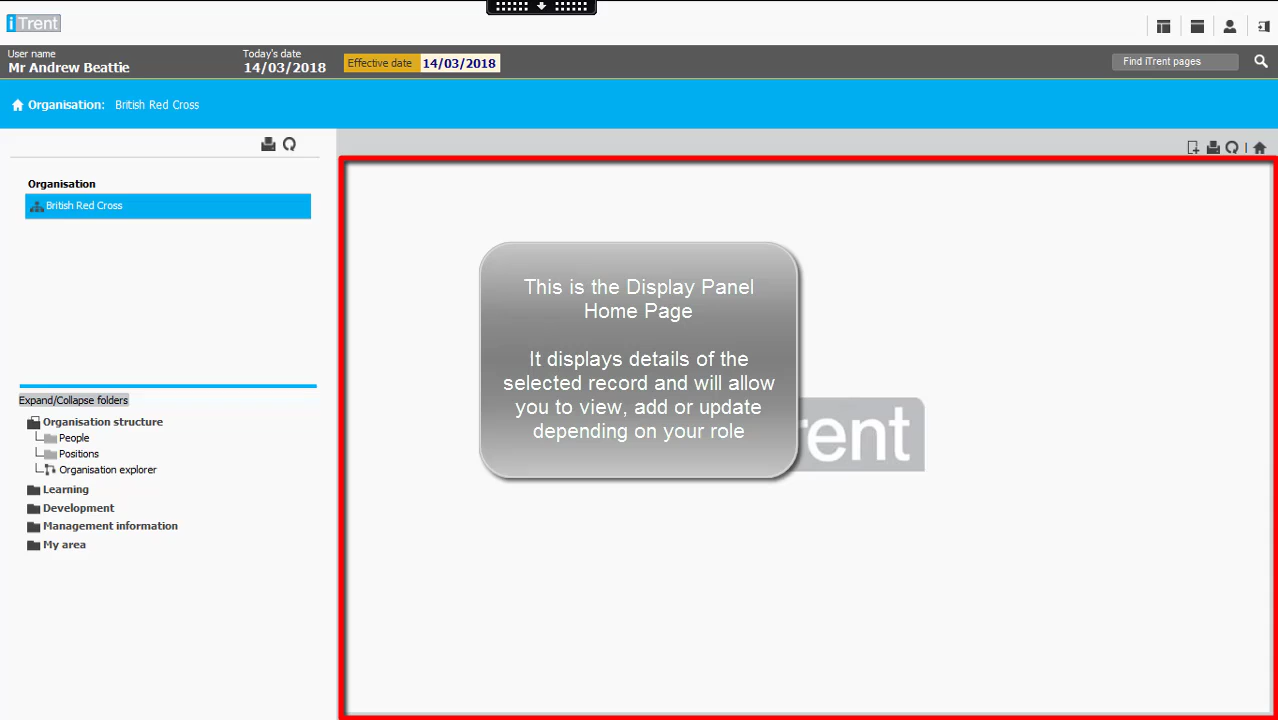 iTrent
User name
Mr Andrew Beattie
Today's date
14/03/2018
Effective date 14/03/2018
Find iTrent pages
Organisation: British Red Cross
Organisation
British Red Cross
This is the Display Panel
Home Page
It displays details of the
selected record and will allow
you to view, add or update
depending on your role
rent
Expand/Collapse folders
Organisation structure
People
Positions
Organisation explorer
Learning
Development
Management information
My area